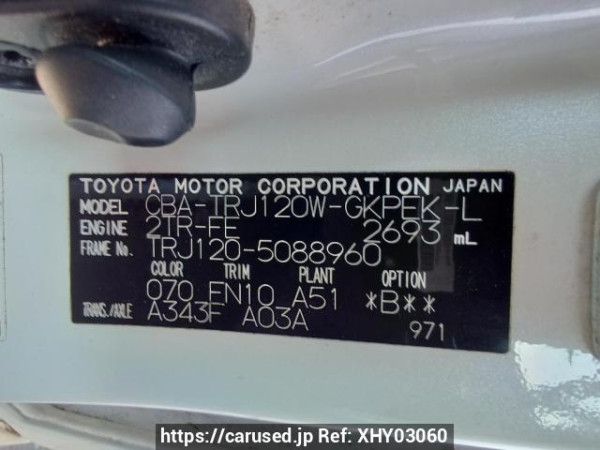 TOYOTA MOTOR CORPORATION JAPAN
MODEL CBA-TRJ120W-GKPEK-L
ENGINE 2TR-FE 2693 mL
FRAME No. TRJ120-5088960
COLOR TRIM PLANT OPTION
070 FN10 A51 *B**
TRANS./AXLE A343F A03A 971
https://carused.jp Ref: XHY03060